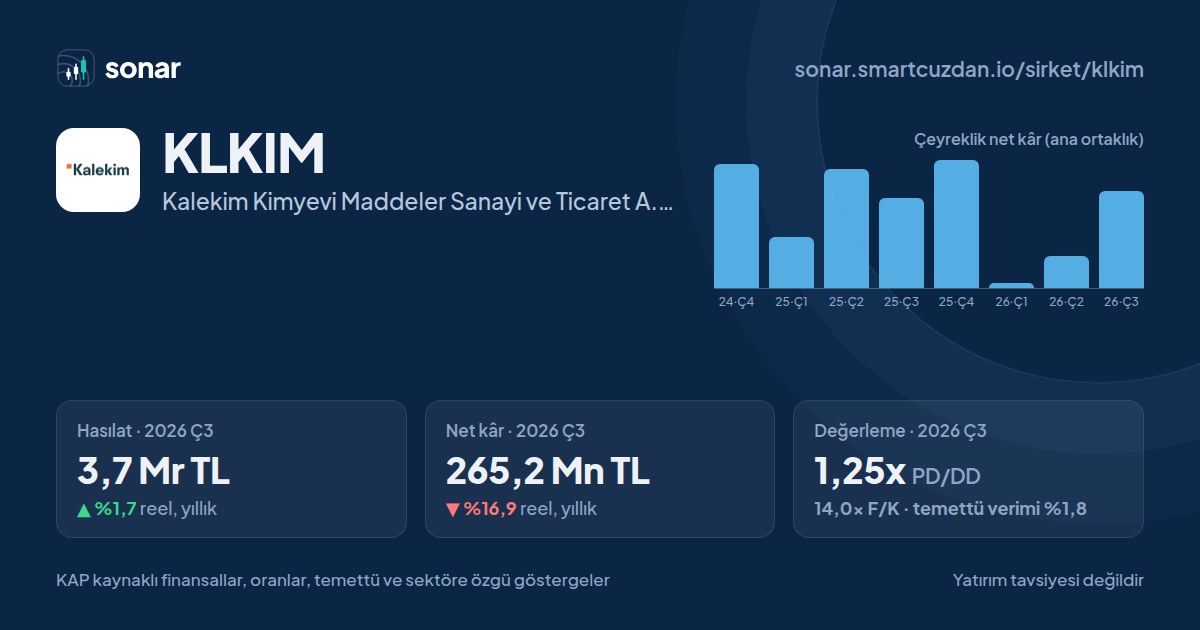 sonar
sonar.smartcuzdan.io/sirket/klkim
Kalekim
KLKIM
Kalekim Kimyevi Maddeler Sanayi ve Ticaret A.…
Çeyreklik net kâr (ana ortaklık)
24·Ç4 25·Ç1 25·Ç2 25·Ç3 25·Ç4 26·Ç1 26·Ç2 26·Ç3
Hasılat · 2026 Ç3
3,7 Mr TL
▲ %1,7 reel, yıllık
Net kâr · 2026 Ç3
265,2 Mn TL
▼ %16,9 reel, yıllık
Değerleme · 2026 Ç3
1,25x PD/DD
14,0× F/K · temettü verimi %1,8
KAP kaynaklı finansallar, oranlar, temettü ve sektöre özgü göstergeler
Yatırım tavsiyesi değildir